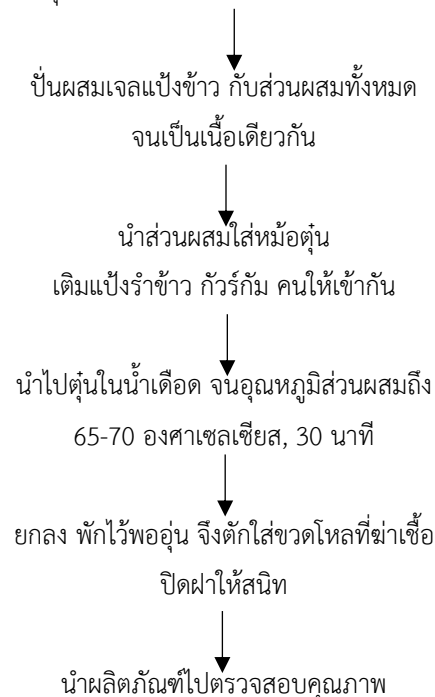 ปั่นผสมเจลแป้งข้าว กับส่วนผสมทั้งหมด
จนเป็นเนื้อเดียวกัน
นำส่วนผสมใส่หม้อตุ๋น
เติมแป้งรำข้าว กัวร์กัม คนให้เข้ากัน
นำไปตุ๋นในน้ำเดือด จนอุณหภูมิส่วนผสมถึง
65-70 องศาเซลเซียส, 30 นาที
ยกลง พักไว้พออุ่น จึงตักใส่ขวดโหลที่ฆ่าเชื้อ
ปิดฝาให้สนิท
นำผลิตภัณฑ์ไปตรวจสอบคุณภาพ